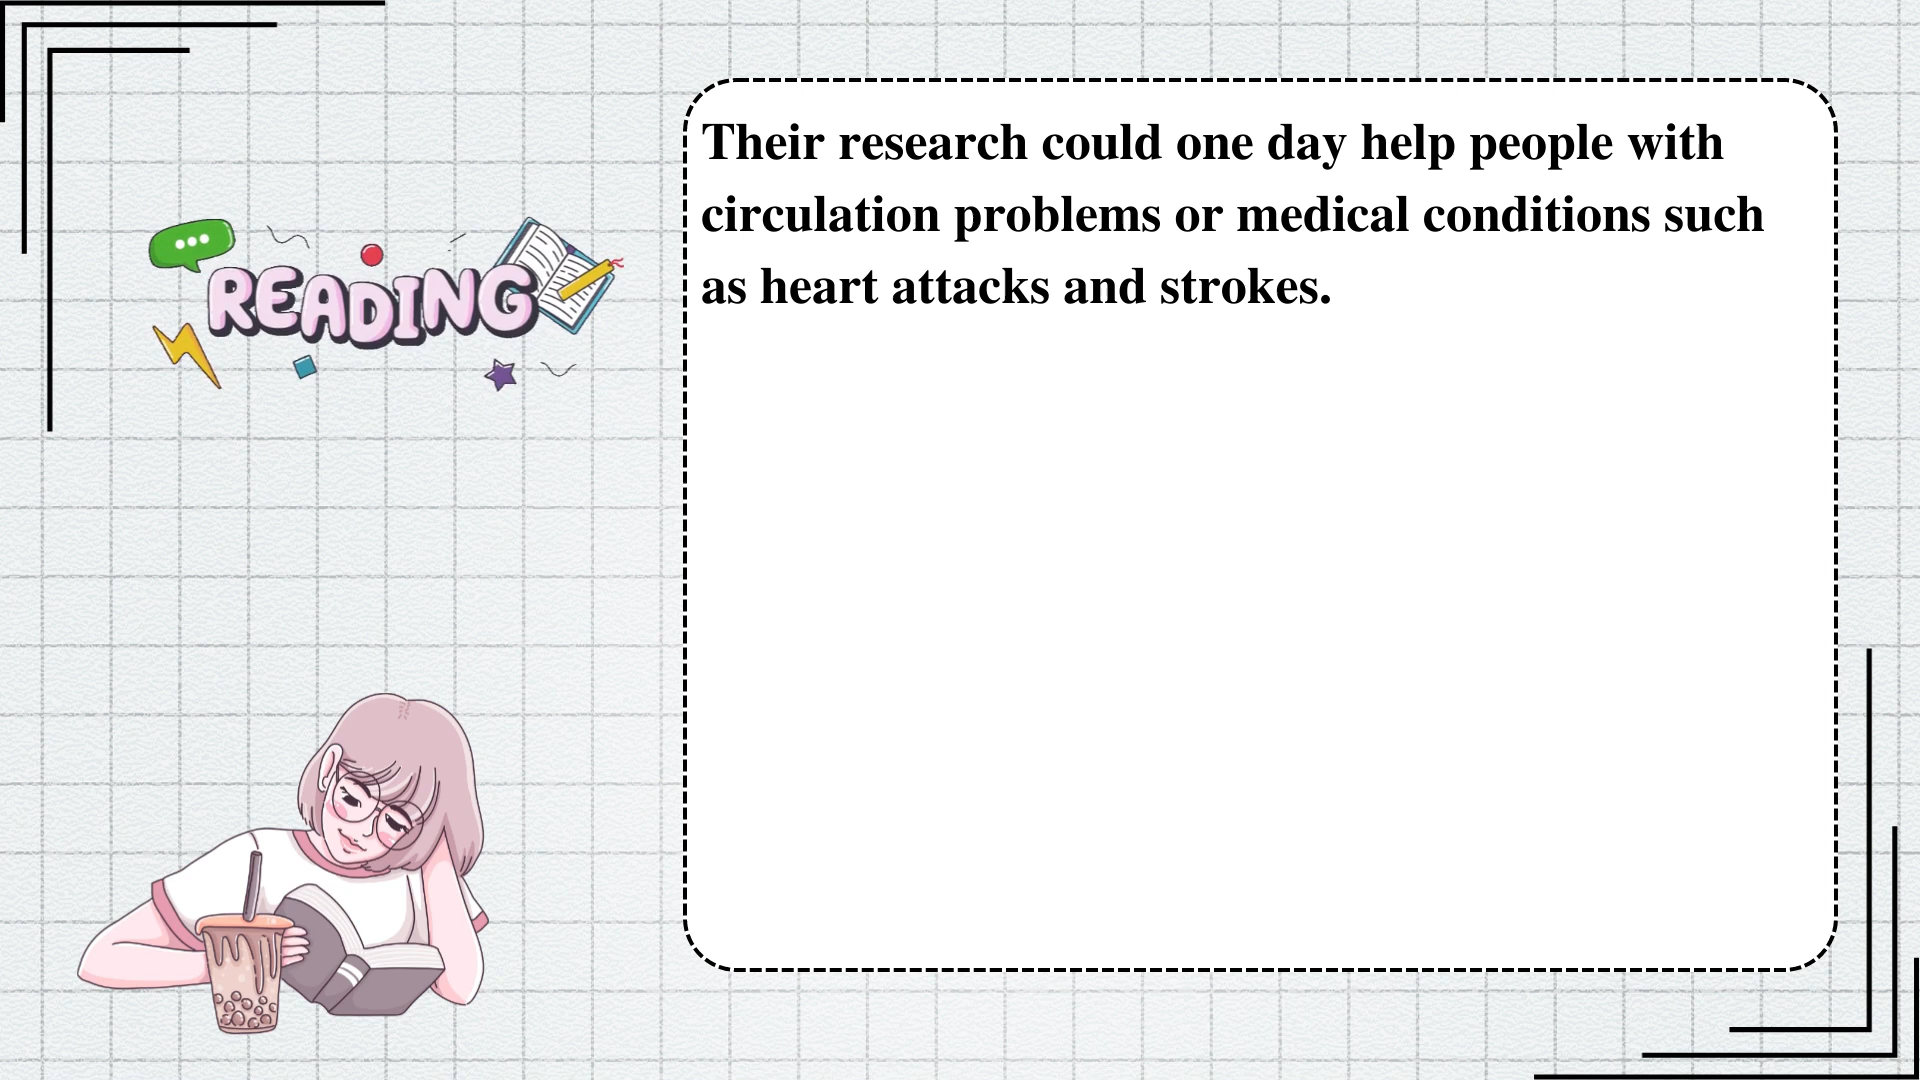 READING
Their research could one day help people with
circulation problems or medical conditions such
as heart attacks and strokes.